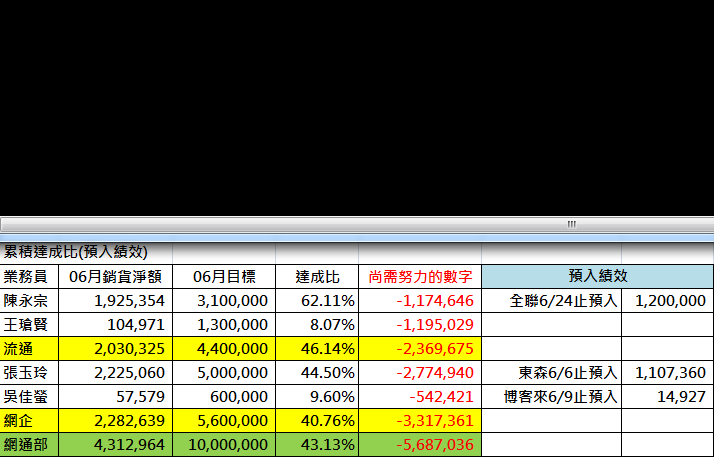 累積達成比(預入績效)
業務員 06月銷貨淨額 06月目標 達成比 尚需努力的數字 預入績效
陳永宗 1,925,354 3,100,000 62.11% -1,174,646 全聯6/24止預入 1,200,000
王瑲賢 104,971 1,300,000 8.07% -1,195,029
流通 2,030,325 4,400,000 46.14% -2,369,675
張玉玲 2,225,060 5,000,000 44.50% -2,774,940 東森6/6止預入 1,107,360
吳佳螢 57,579 600,000 9.60% -542,421 博客來6/9止預入 14,927
網企 2,282,639 5,600,000 40.76% -3,317,361
網通部 4,312,964 10,000,000 43.13% -5,687,036